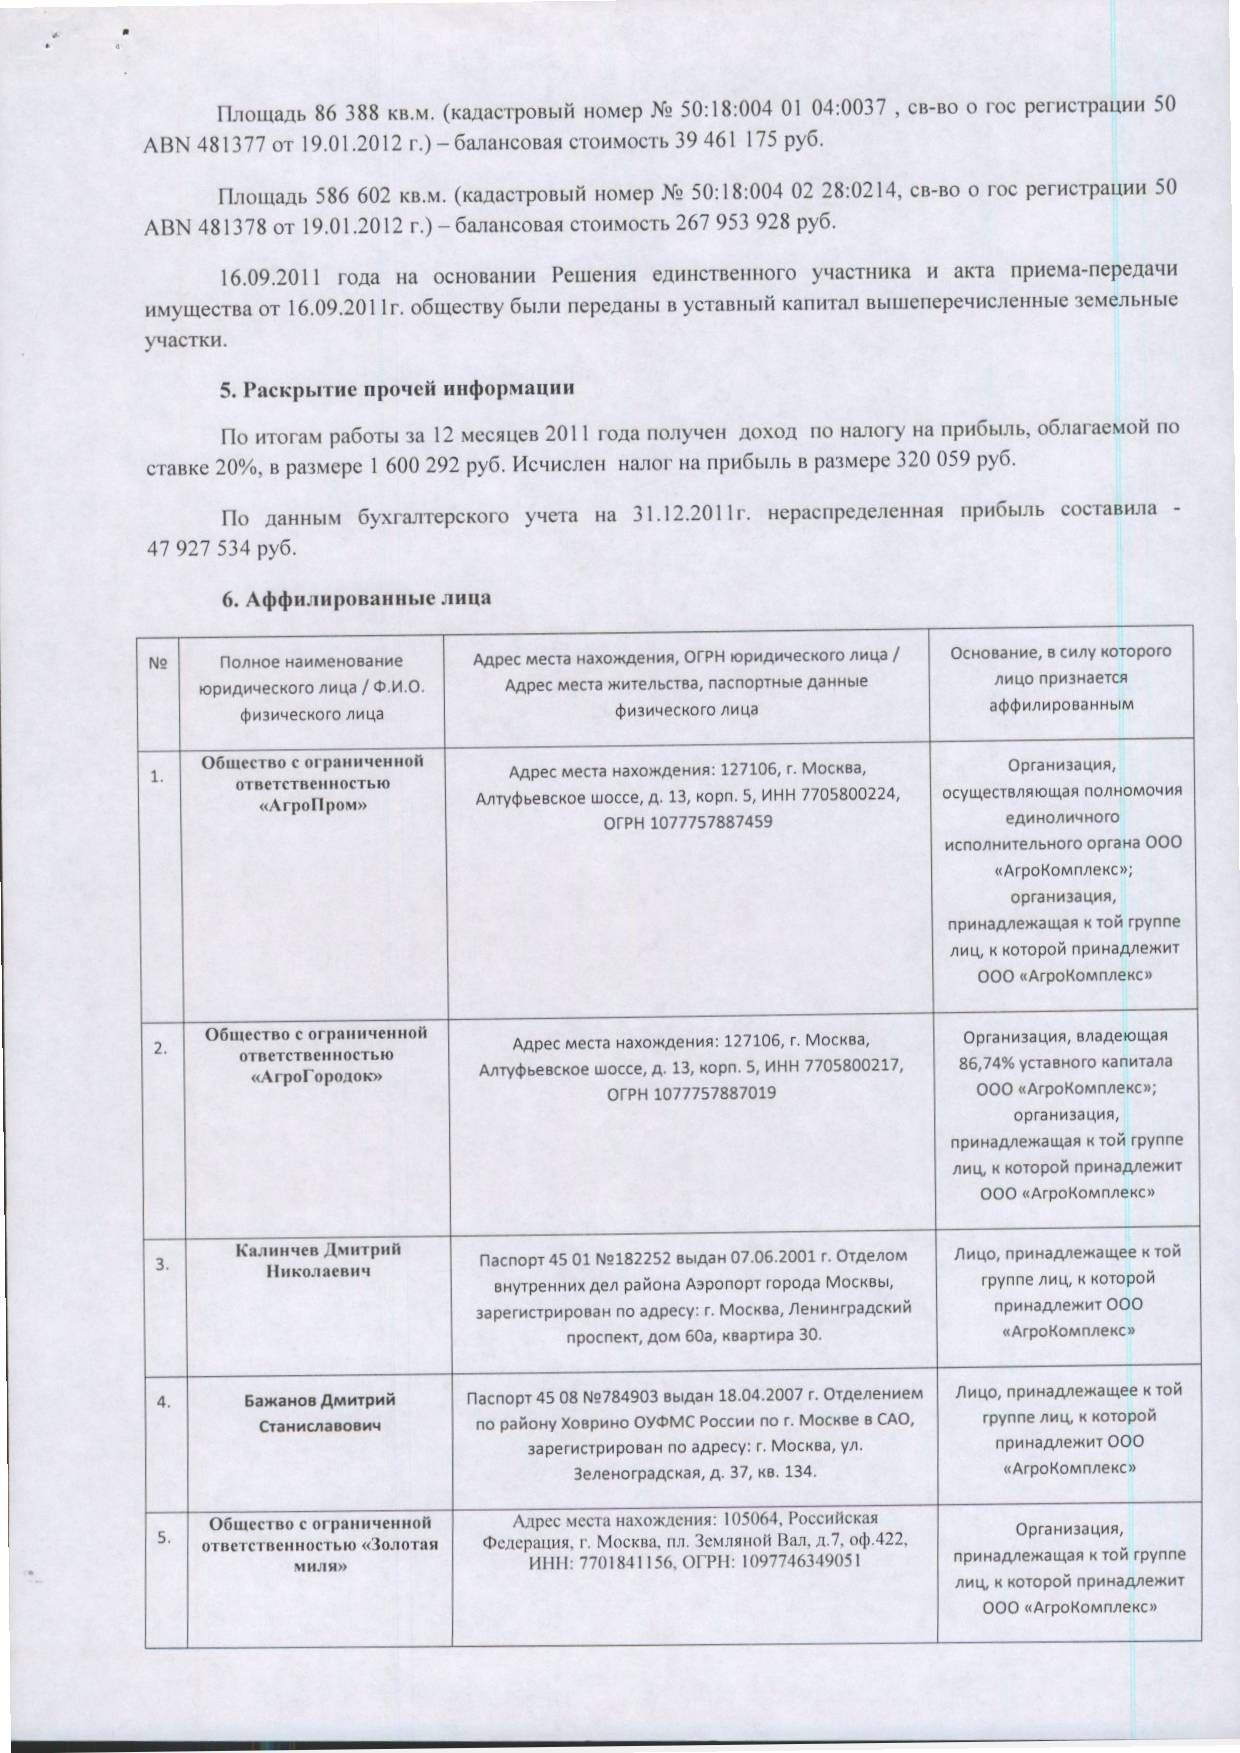 Площадь 86 388 кв.м. (кадастровый номер № 50:18:004 01 04:0037 , св-во о гос регистрации 50
ABN 481377 от 19.01.2012 г.) – балансовая стоимость 39 461 175 руб.
Площадь 586 602 кв.м. (кадастровый номер № 50:18:004 02 28:0214, св-во о гос регистрации 50
ABN 481378 от 19.01.2012 г.) – балансовая стоимость 267 953 928 руб.
16.09.2011 года на основании Решения единственного участника и акта приема-передачи
имущества от 16.09.2011г. обществу были переданы в уставный капитал вышеперечисленные земельные
участки.
5. Раскрытие прочей информации
По итогам работы за 12 месяцев 2011 года получен доход по налогу на прибыль, облагаемой по
ставке 20%, в размере 1 600 292 руб. Исчислен налог на прибыль в размере 320 059 руб.
По данным бухгалтерского учета на 31.12.2011г. нераспределенная прибыль составила -
47 927 534 руб.
6. Аффилированные лица
№
Полное наименование
юридического лица / Ф.И.О.
физического лица
Адрес места нахождения, ОГРН юридического лица /
Адрес места жительства, паспортные данные
физического лица
Основание, в силу которого
лицо признается
аффилированным
1.
Общество с ограниченной
ответственностью
«АгроПром»
Адрес места нахождения: 127106, г. Москва,
Алтуфьевское шоссе, д. 13, корп. 5, ИНН 7705800224,
ОГРН 1077757887459
Организация,
осуществляющая полномочия
единоличного
исполнительного органа ООО
«АгроКомплекс»;
организация,
принадлежащая к той группе
лиц, к которой принадлежит
ООО «АгроКомплекс»
2.
Общество с ограниченной
ответственностью
«АгроГородок»
Адрес места нахождения: 127106, г. Москва,
Алтуфьевское шоссе, д. 13, корп. 5, ИНН 7705800217,
ОГРН 1077757887019
Организация, владеющая
86,74% уставного капитала
ООО «АгроКомплекс»;
организация,
принадлежащая к той группе
лиц, к которой принадлежит
ООО «АгроКомплекс»
3.
Калинчев Дмитрий
Николаевич
Паспорт 45 01 №182252 выдан 07.06.2001 г. Отделом
внутренних дел района Аэропорт города Москвы,
зарегистрирован по адресу: г. Москва, Ленинградский
проспект, дом 60а, квартира 30.
Лицо, принадлежащее к той
группе лиц, к которой
принадлежит ООО
«АгроКомплекс»
4.
Бажанов Дмитрий
Станиславович
Паспорт 45 08 №784903 выдан 18.04.2007 г. Отделением
по району Ховрино ОУФМС России по г. Москве в САО,
зарегистрирован по адресу: г. Москва, ул.
Зеленоградская, д. 37, кв. 134.
Лицо, принадлежащее к той
группе лиц, к которой
принадлежит ООО
«АгроКомплекс»
5.
Общество с ограниченной
ответственностью «Золотая
миля»
Адрес места нахождения: 105064, Российская
Федерация, г. Москва, пл. Земляной Вал, д.7, оф.422,
ИНН: 7701841156, ОГРН: 1097746349051
Организация,
принадлежащая к той группе
лиц, к которой принадлежит
ООО «АгроКомплекс»